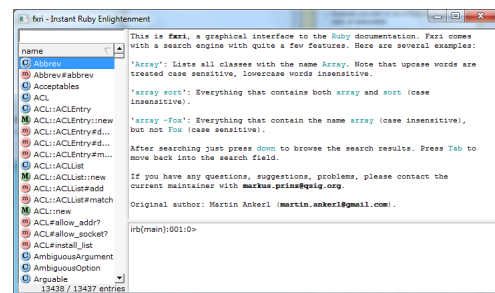 fxri - Instant Ruby Enlightenment
name
Abbrev
Abbrev#abbrev
Acceptables
ACL
ACL::ACLEntry
ACL::ACLEntry::new
ACL::ACLEntry#d...
ACL::ACLEntry#d...
ACL::ACLEntry#m...
ACL::ACLList
ACL::ACLList::new
ACL::ACLList#add
ACL::ACLList#match
ACL::new
ACL#allow_addr?
ACL#allow_socket?
ACL#install_list
AmbiguousArgument
AmbiguousOption
Arguable
13438 / 13437 entries
This is fxri, a graphical interface to the Ruby documentation. Fxri comes
with a search engine with quite a few features. Here are several examples:
'Array': Lists all classes with the name Array. Note that upcase words are
treated case sensitive, lowercase words insensitive.
'array sort': Everything that contains both array and sort (case
insensitive).
'array -Fox': Everything that contain the name array (case insensitive),
but not Fox (case sensitive).
After searching just press down to browse the search results. Press Tab to
move back into the search field.
If you have any questions, suggestions, problems, please contact the
current maintainer with markus.prinz@qsig.org.
Original author: Martin Ankerl (martin.ankerl@gmail.com).
irb(main):001:0>